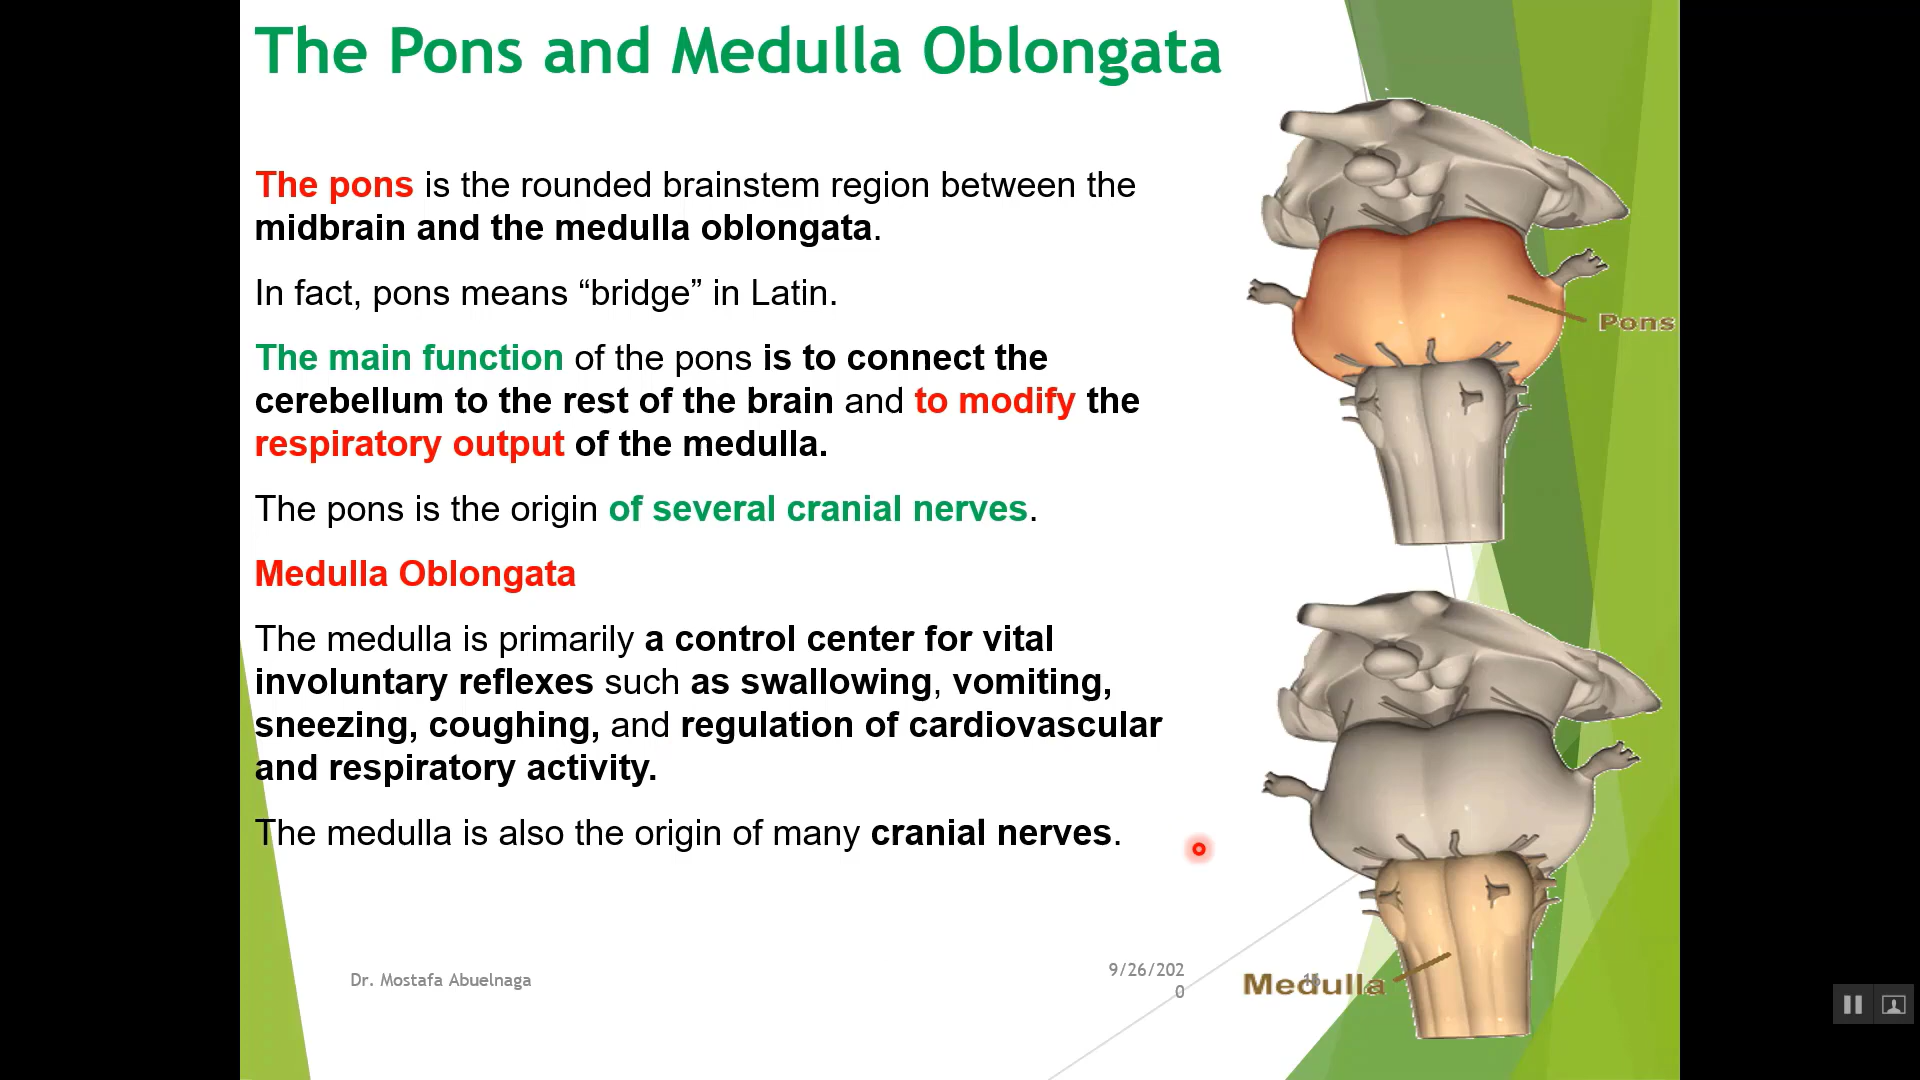 The Pons and Medulla Oblongata
The pons is the rounded brainstem region between the
midbrain and the medulla oblongata.
In fact, pons means “bridge” in Latin.
The main function of the pons is to connect the
cerebellum to the rest of the brain and to modify the
respiratory output of the medulla.
The pons is the origin of several cranial nerves.
Medulla Oblongata
The medulla is primarily a control center for vital
involuntary reflexes such as swallowing, vomiting,
sneezing, coughing, and regulation of cardiovascular
and respiratory activity.
The medulla is also the origin of many cranial nerves.
Pons
Medulla
Dr. Mostafa Abuelnaga
9/26/202
0